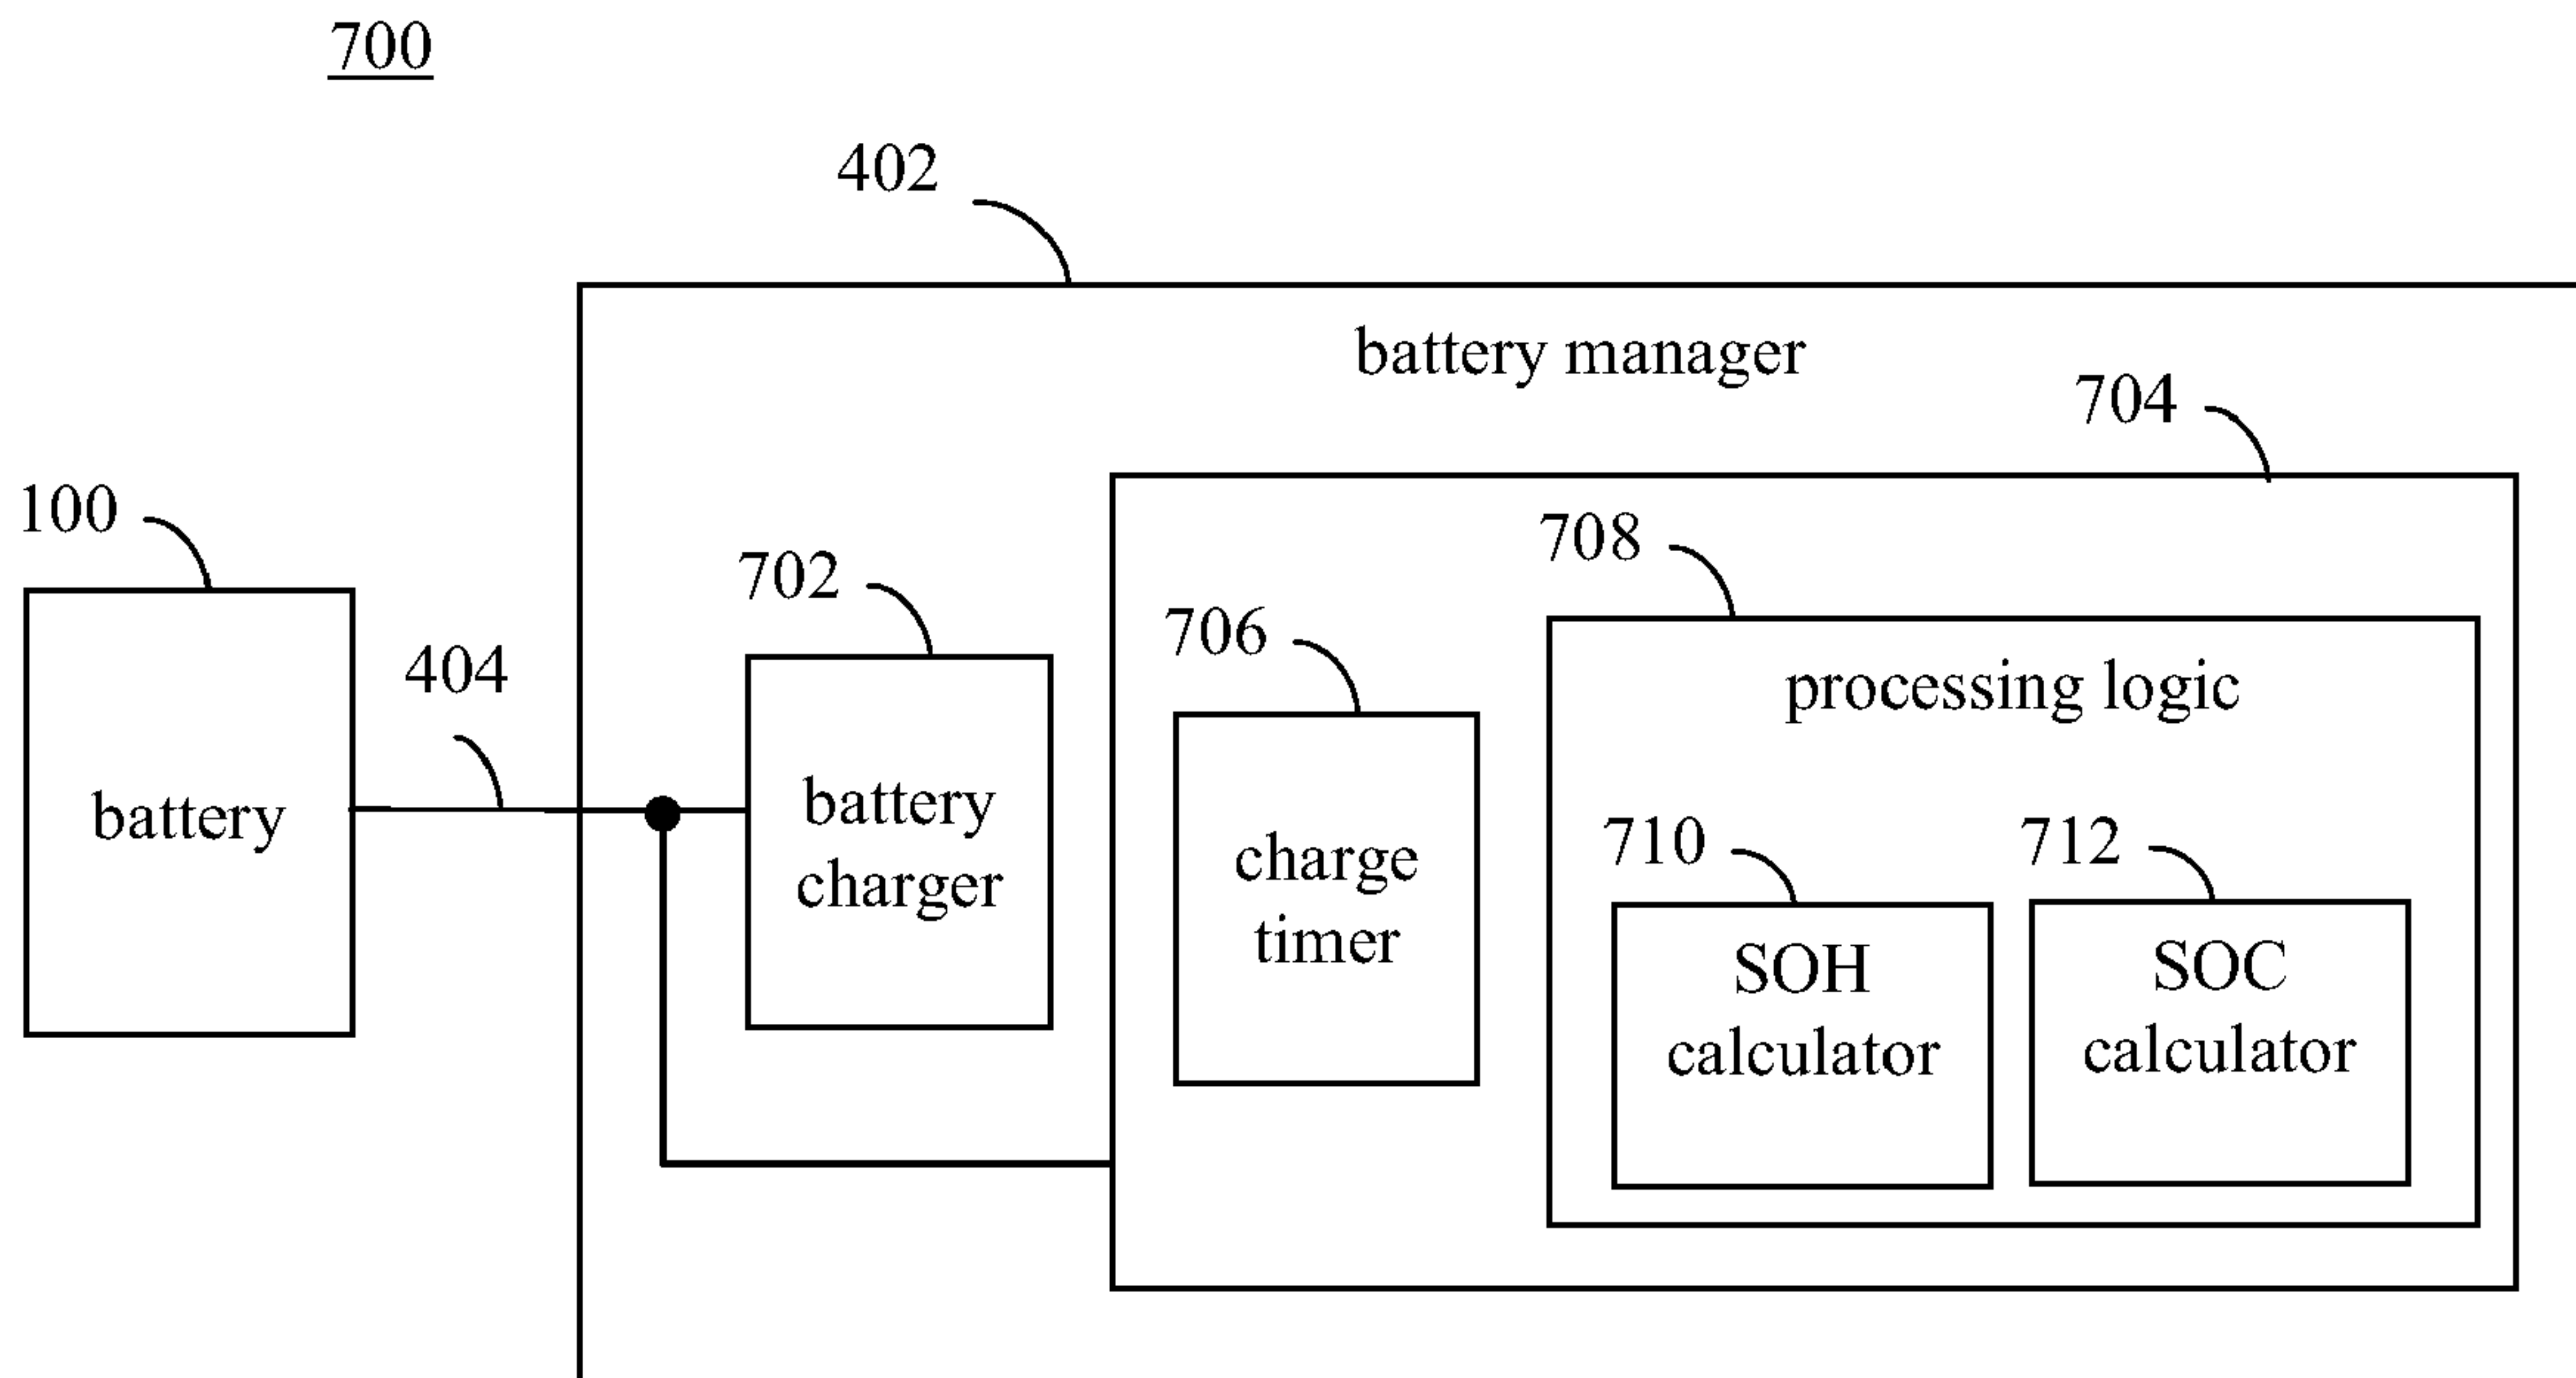 700
402
battery manager
704
100
708
702
706
404
processing logic
battery
charger
battery
charge
timer
710
712
SOH
calculator
SOC
calculator